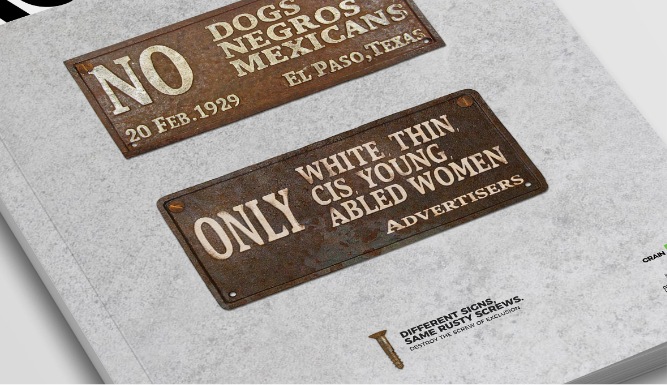 NO
DOGS
NEGROS
MEXICANS
EL PASO, TEXAS
20 FEB. 1929
ONLY
WHITE, THIN,
CIS, YOUNG
ABLED WOMEN
ADVERTISERS
CRAIN
DIFFERENT SIGNS,
SAME RUSTY SCREWS.
DESTROY THE SCREW OF EXCLUSION